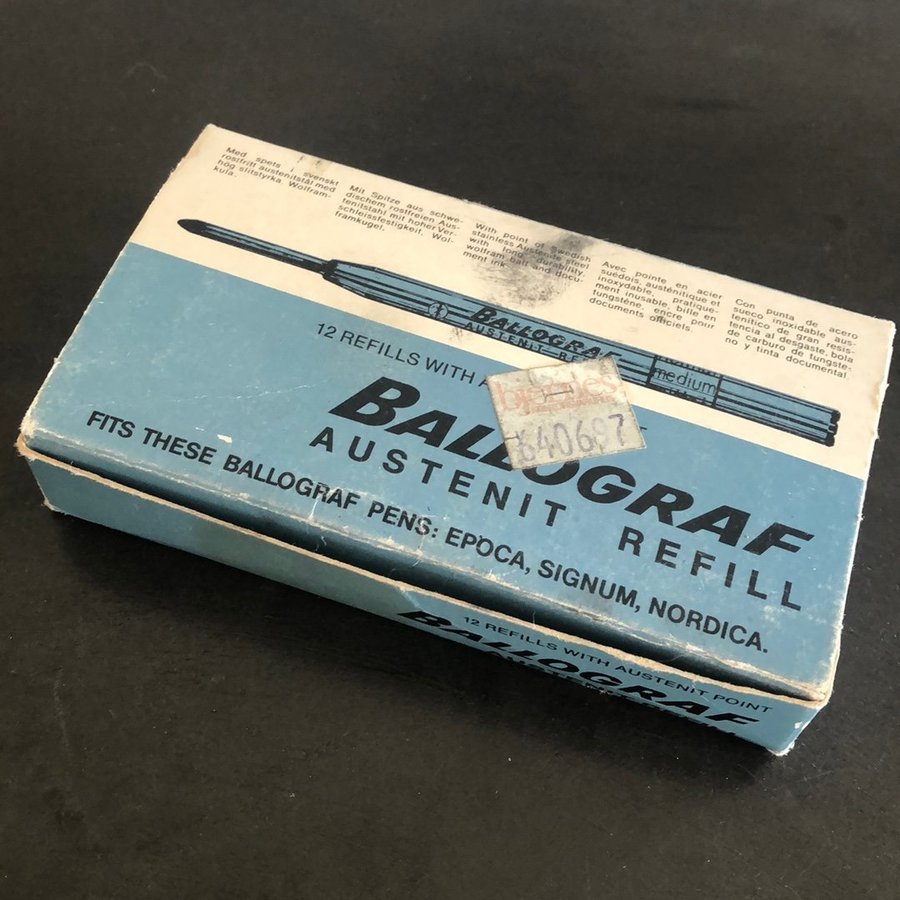 Med spets i svenskt
rostfritt austenitstål med
hög slitstyrka. Wolfram-
kula.
Mit Spitze aus schwe-
dischem rostfreien Aus-
tenitstahl mit hoher Ver-
schleissfestigkeit. Wol-
framkugel.
With point of Swedish
stainless Austenite steel
with long durability,
wolfram ball and docu-
ment ink.
Avec pointe en acier
suédois, austénitique et
inoxydable, pratique-
ment inusable, bille en
tungsténe, encre pour
documents officiels.
Con punta de acero
sueco inoxidable aus-
tenítico de gran resis-
tencia al desgaste, bola
de carburo de tungste-
no y tinta documental.
BALLOGRAF
AUSTENIT
medium
12 REFILLS WITH
640687
BALLOGRAF
AUSTENIT REFILL
FITS THESE BALLOGRAF PENS: EPOCA, SIGNUM, NORDICA.
12 REFILLS WITH AUSTENIT POINT
BALLOGRAF